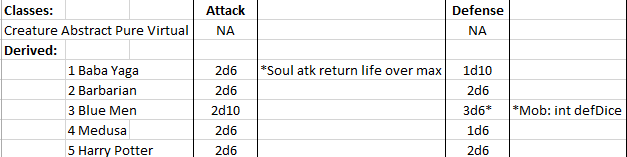 Classes: Attack Defense
Creature Abstract Pure Virtual NA NA
Derived:
1 Baba Yaga 2d6 *Soul atk return life over max 1d10
2 Barbarian 2d6 2d6
3 Blue Men 2d10 3d6* *Mob: int defDice
4 Medusa 2d6 1d6
5 Harry Potter 2d6 2d6